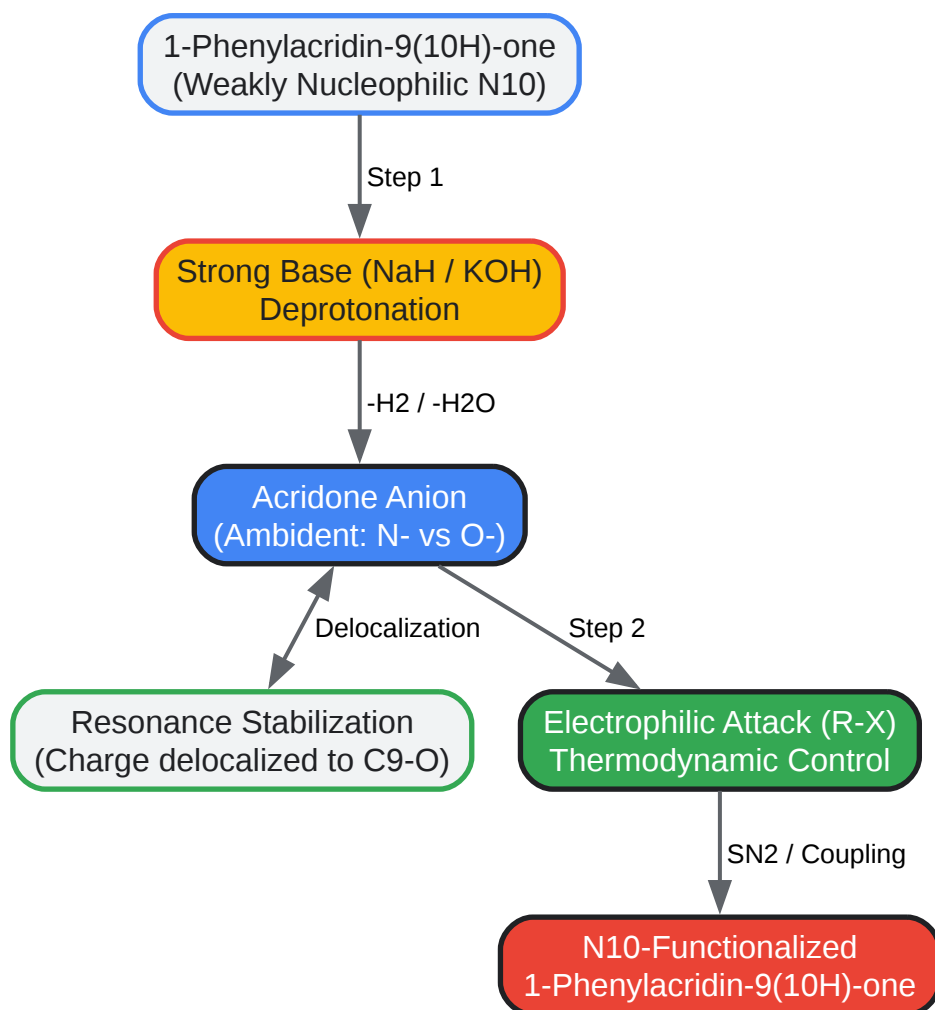 1-Phenylacridin-9(10H)-one
(Weakly Nucleophilic N10)
Step 1
Strong Base (NaH / KOH)
Deprotonation
-H2 / -H2O
Acridone Anion
(Ambident: N- vs O-)
Delocalization
Step 2
Resonance Stabilization
(Charge delocalized to C9-O)
Electrophilic Attack (R-X)
Thermodynamic Control
SN2 / Coupling
N10-Functionalized
1-Phenylacridin-9(10H)-one